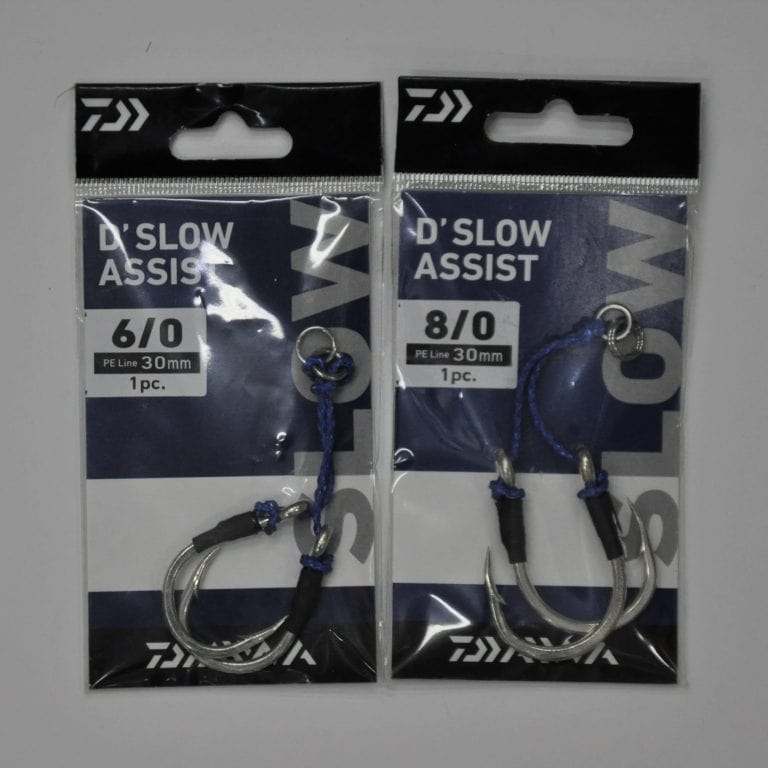 D' SLOW
ASSIST
6/0
PE Line 30mm
1pc.
SLOW
DAIWA
D' SLOW
ASSIST
8/0
PE Line 30mm
1pc.
SLOW
DAIWA